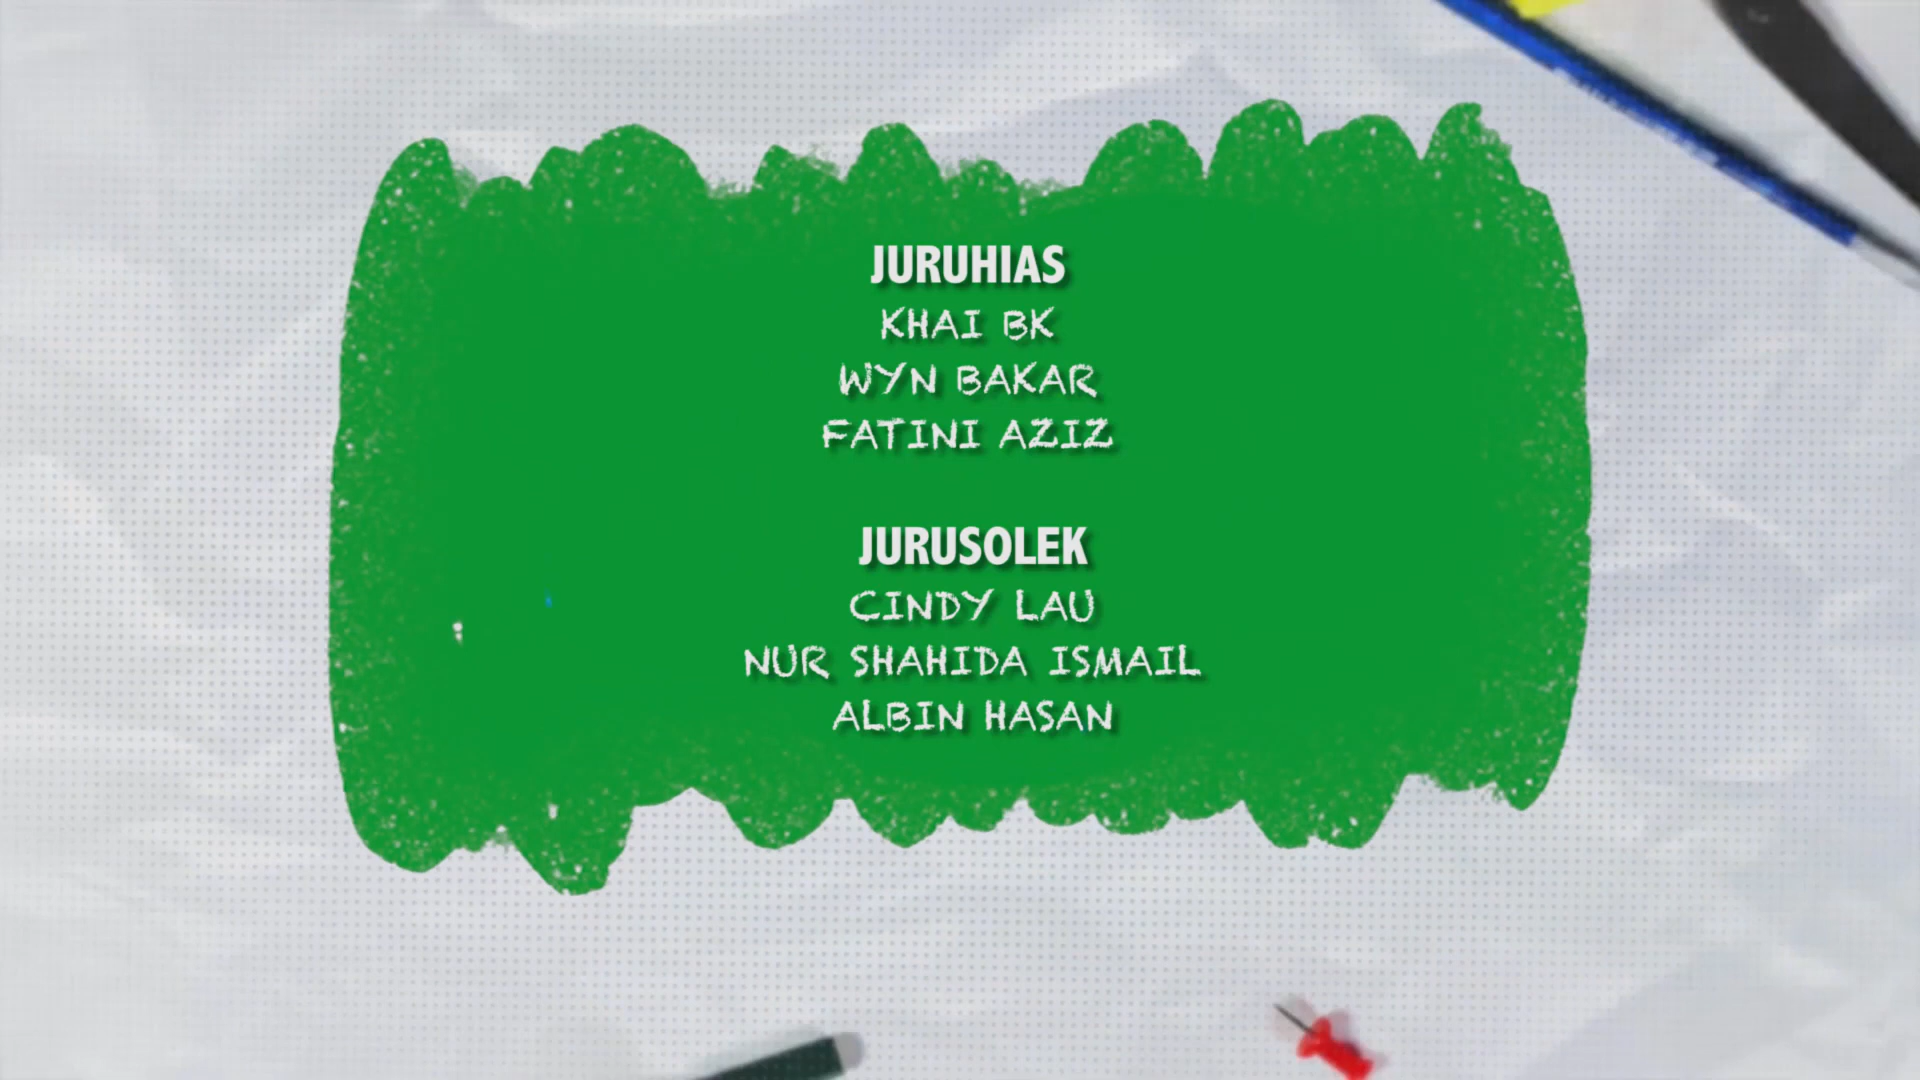 JURUHIAS
KHAI BK
WYN BAKAR
FATINI AZIZ
JURUSOLEK
CINDY LAU
NUR SHAHIDA ISMAIL
ALBIN HASAN